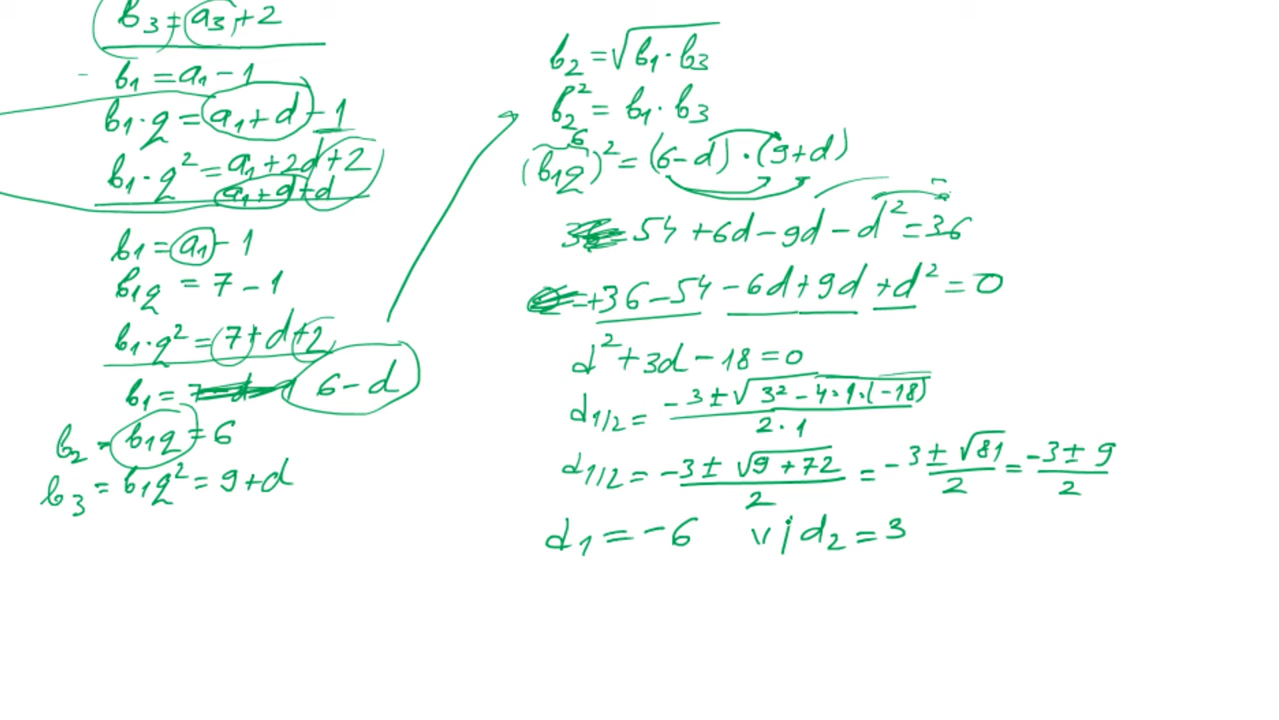 b₃ = a₃ + 2
b₁ = a₁ - 1
b₁·q = a₁+d - 1
b₁·q² = a₁+2d+2
a₁+d+d
b₁ = a₁ - 1
b₁q = 7 - 1
b₁·q² = 7+d+2
b₁ = 6-d
b₂ = b₁q = 6
b₃ = b₁q² = 9+d
b₂ = √(b₁·b₃)
b₂² = b₁·b₃
6
(b₁q)² = (6-d)·(9+d)
54+6d-9d-d² = 36
+36-54-6d+9d+d² = 0
d²+3d-18 = 0
d₁/₂ = (-3±√(3²-4·1·(-18)))/(2·1)
d₁/₂ = (-3±√(9+72))/2 = (-3±√81)/2 = (-3±9)/2
d₁ = -6 v d₂ = 3